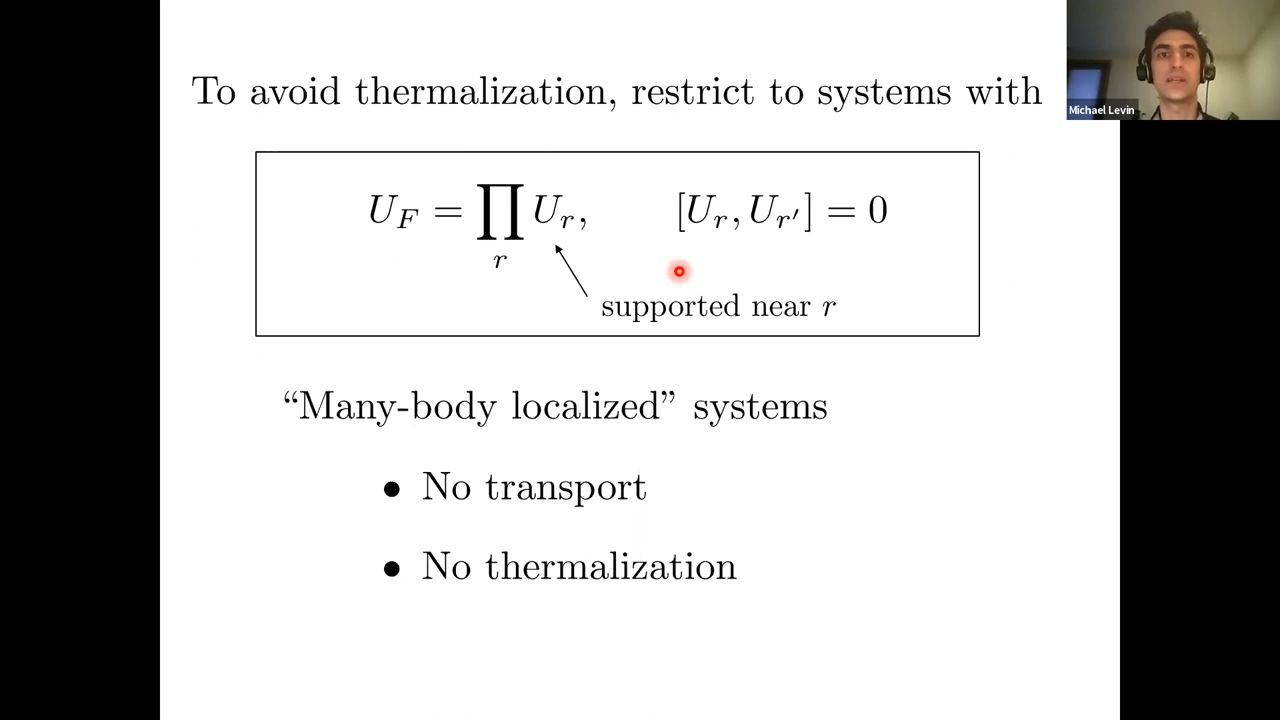 To avoid thermalization, restrict to systems with
Michael Levin
U_F = ∏_r U_r, [U_r, U_{r′}] = 0
supported near r
“Many-body localized” systems
• No transport
• No thermalization